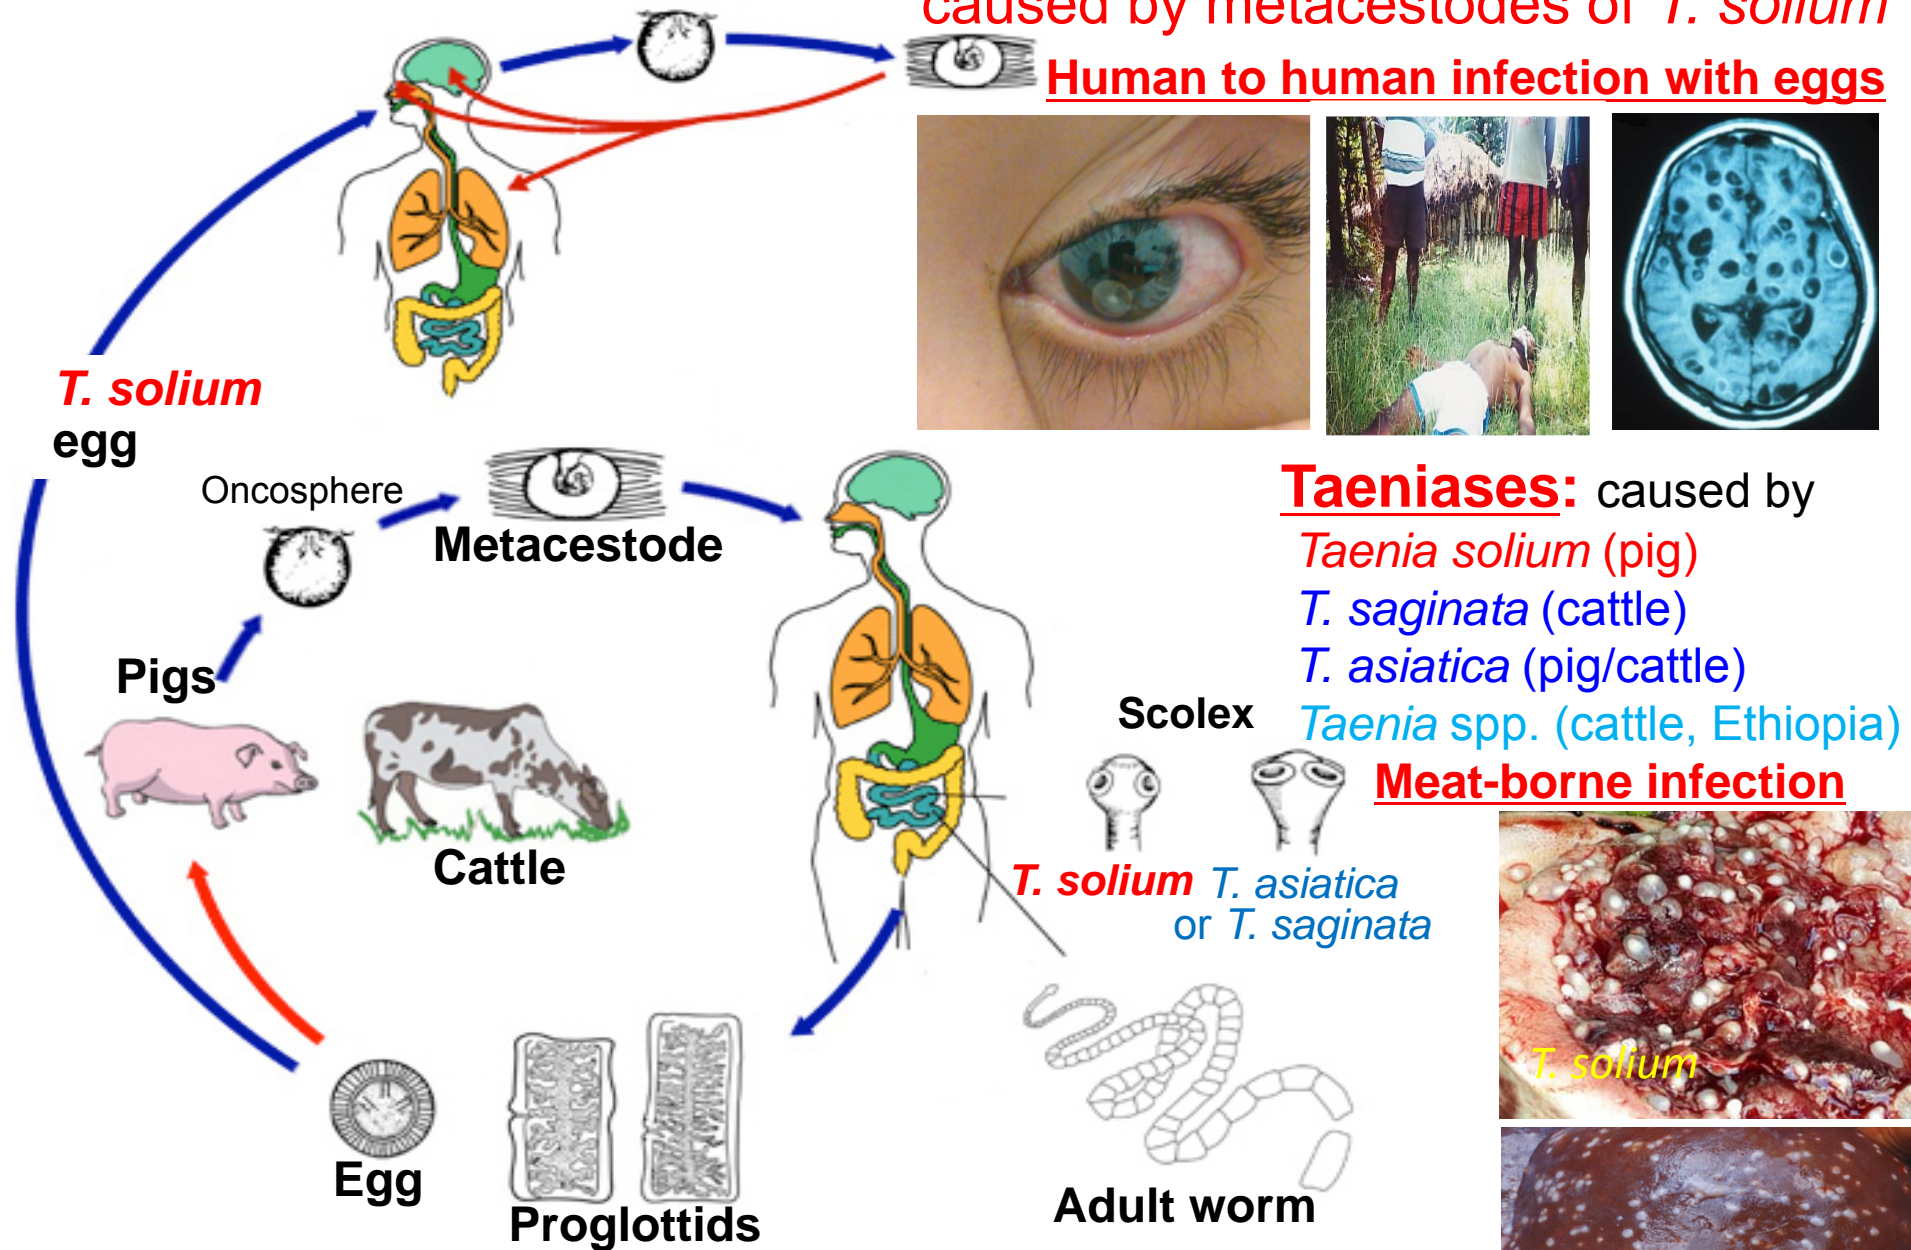 caused by metacestodes of T. solium
Human to human infection with eggs
T. solium
egg
Oncosphere
Metacestode
Taeniases: caused by
Taenia solium (pig)
T. saginata (cattle)
T. asiatica (pig/cattle)
Taenia spp. (cattle, Ethiopia)
Meat-borne infection
Pigs
Cattle
Scolex
T. solium
T. asiatica
or T. saginata
T. solium
Egg
Proglottids
Adult worm